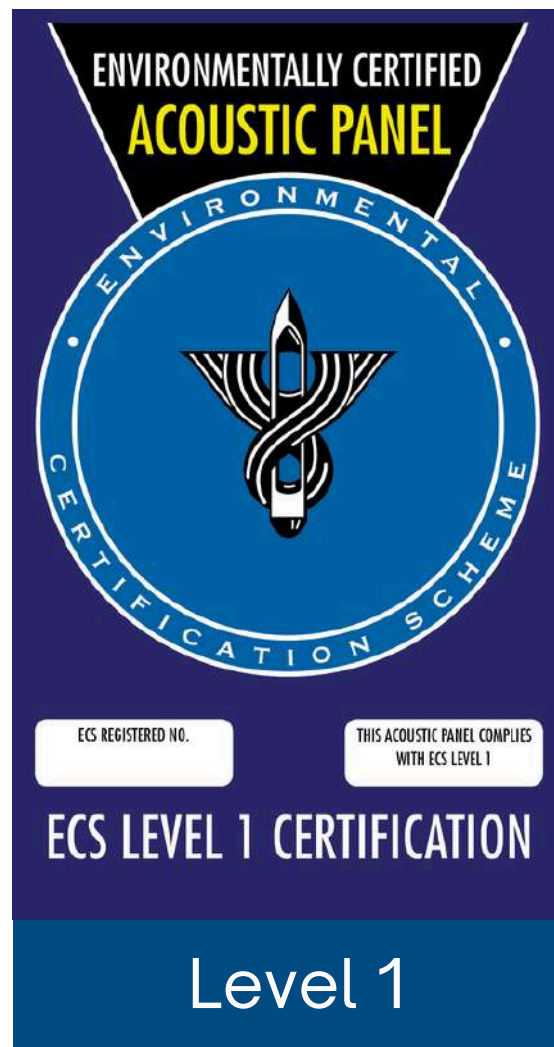 ENVIRONMENTALLY CERTIFIED
ACOUSTIC PANEL
• ENVIRONMENTAL •
CERTIFICATION SCHEME
ECS REGISTERED NO.
THIS ACOUSTIC PANEL COMPLIES
WITH ECS LEVEL 1
ECS LEVEL 1 CERTIFICATION
Level 1